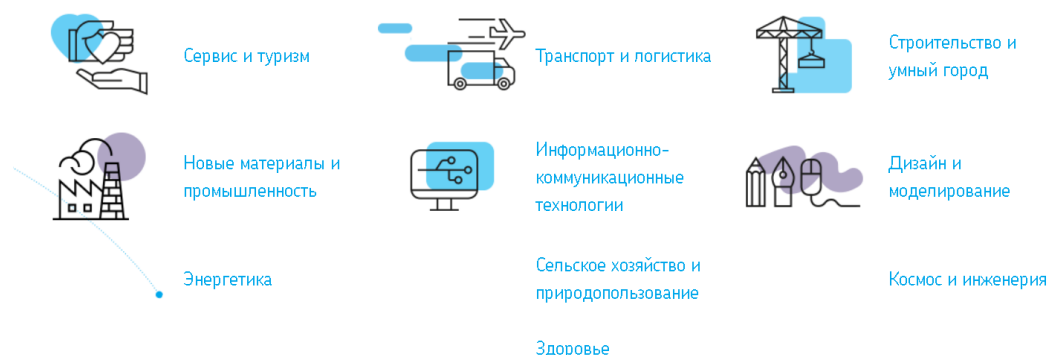 Сервис и туризм
Транспорт и логистика
Строительство и
умный город
Новые материалы и
промышленность
Информационно-
коммуникационные
технологии
Дизайн и
моделирование
Энергетика
Сельское хозяйство и
природопользование
Космос и инженерия
Здоровье